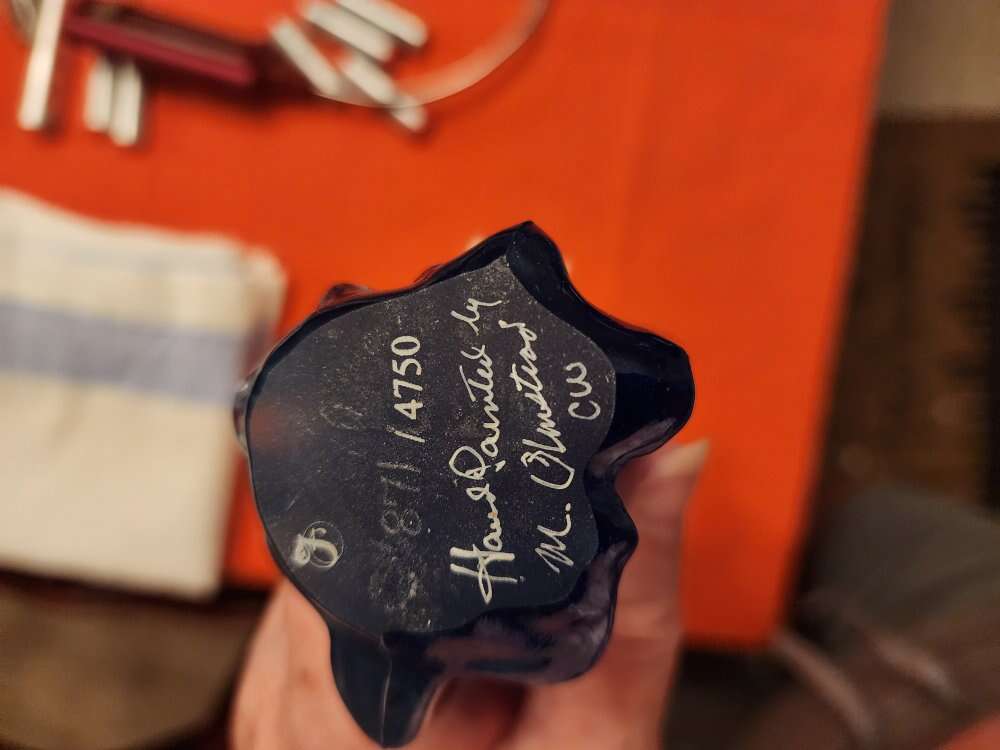 /4750
Hand Painted by
M. Olmstead
CW